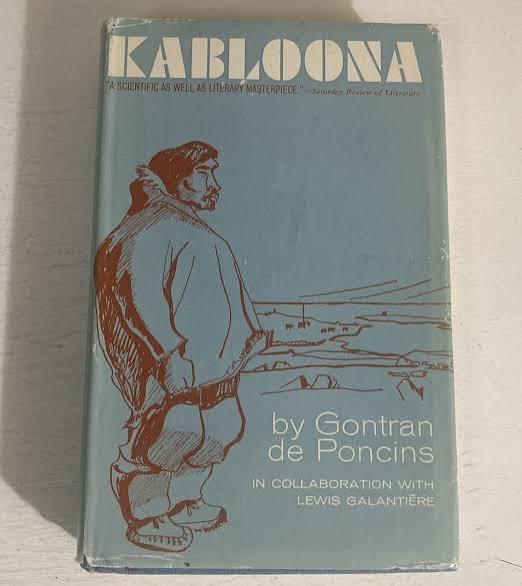 KABLOONA
"A SCIENTIFIC AS WELL AS LITERARY MASTERPIECE."—Saturday Review of Literature
by Gontran
de Poncins
IN COLLABORATION WITH
LEWIS GALANTIĒRE